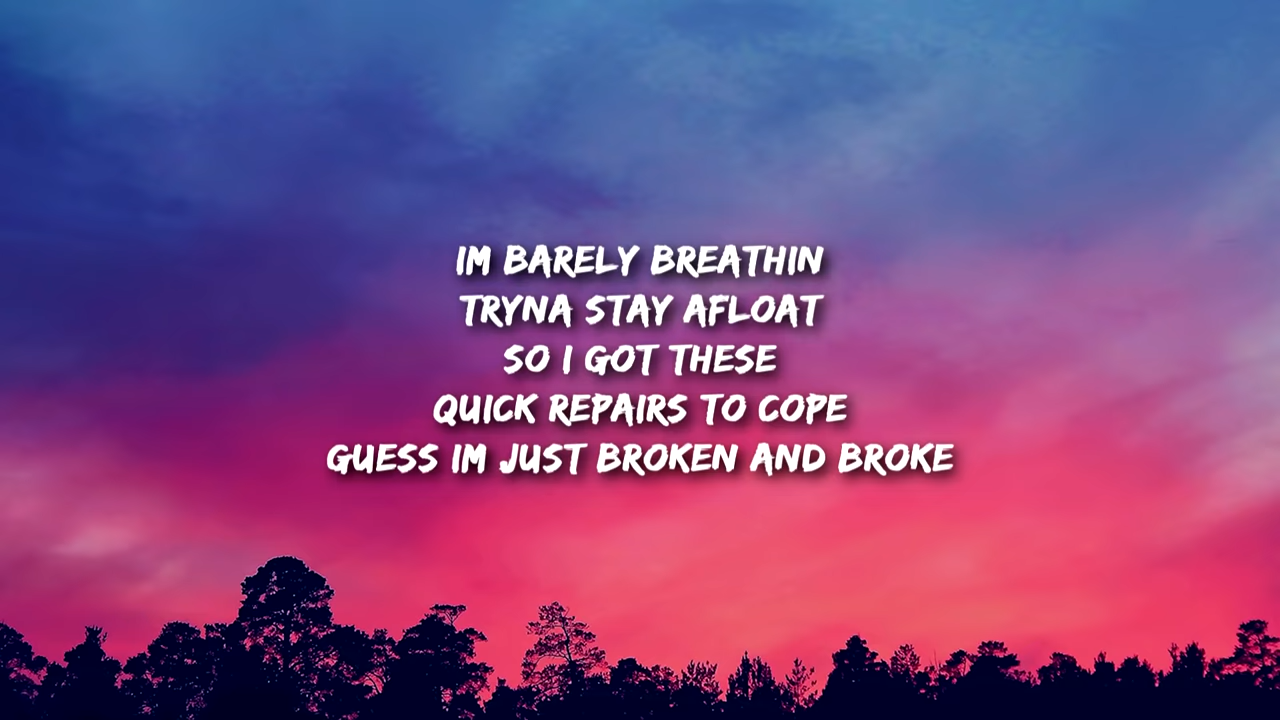 IM BARELY BREATHIN
TRYNA STAY AFLOAT
SO I GOT THESE
QUICK REPAIRS TO COPE
GUESS IM JUST BROKEN AND BROKE